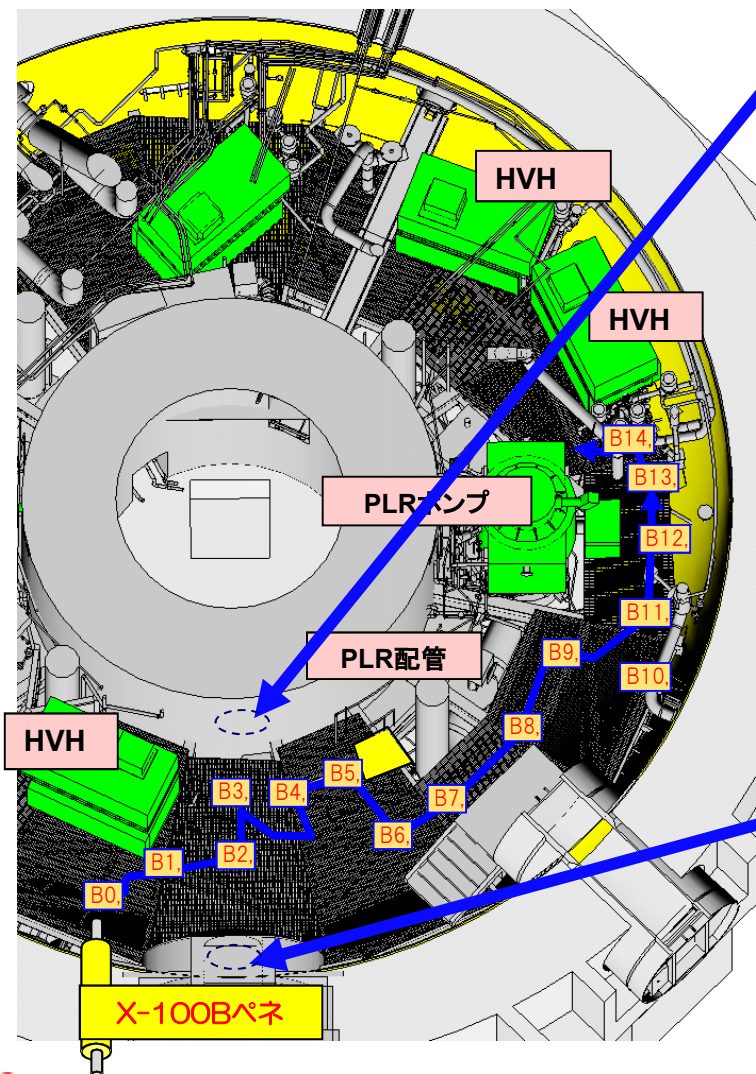 HVH
HVH
B14,
B13,
PLRポンプ
B12,
B11,
PLR配管
B9,
B10,
B8,
HVH
B5,
B3,
B4,
B7,
B6,
B2,
B1,
B0,
X-100Bペネ